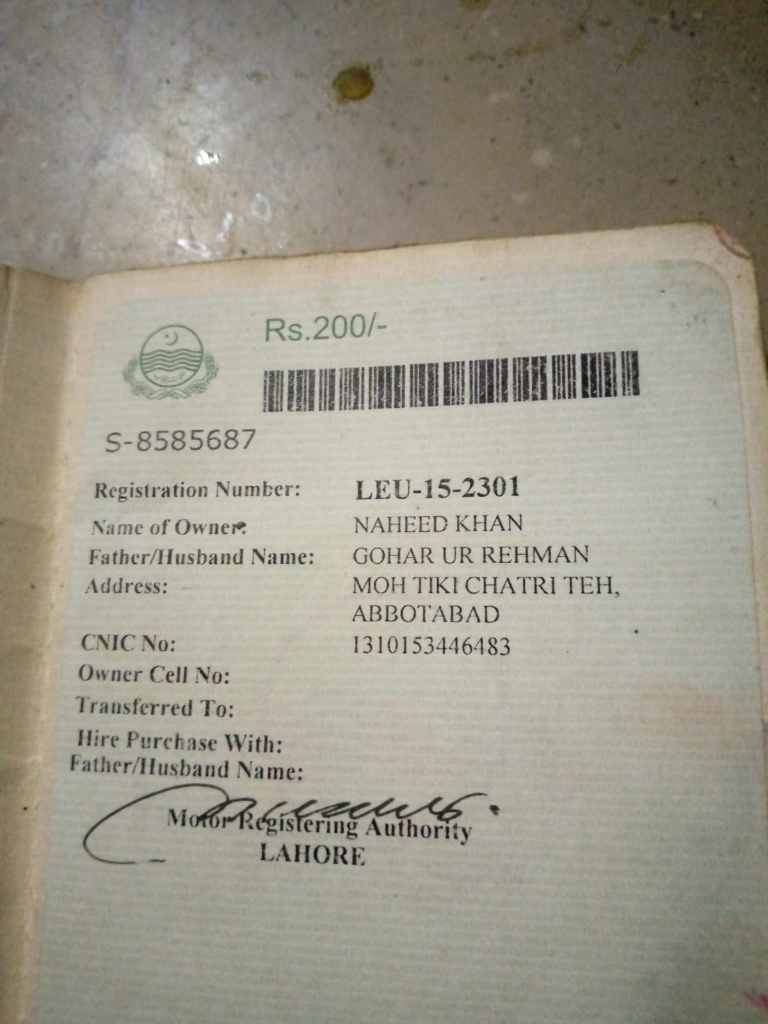 Rs.200/-
S-8585687
Registration Number: LEU-15-2301
Name of Owner: NAHEED KHAN
Father/Husband Name: GOHAR UR REHMAN
Address: MOH TIKI CHATRI TEH,
ABBOTABAD
CNIC No: 1310153446483
Owner Cell No:
Transferred To:
Hire Purchase With:
Father/Husband Name:
Motor Registering Authority
LAHORE